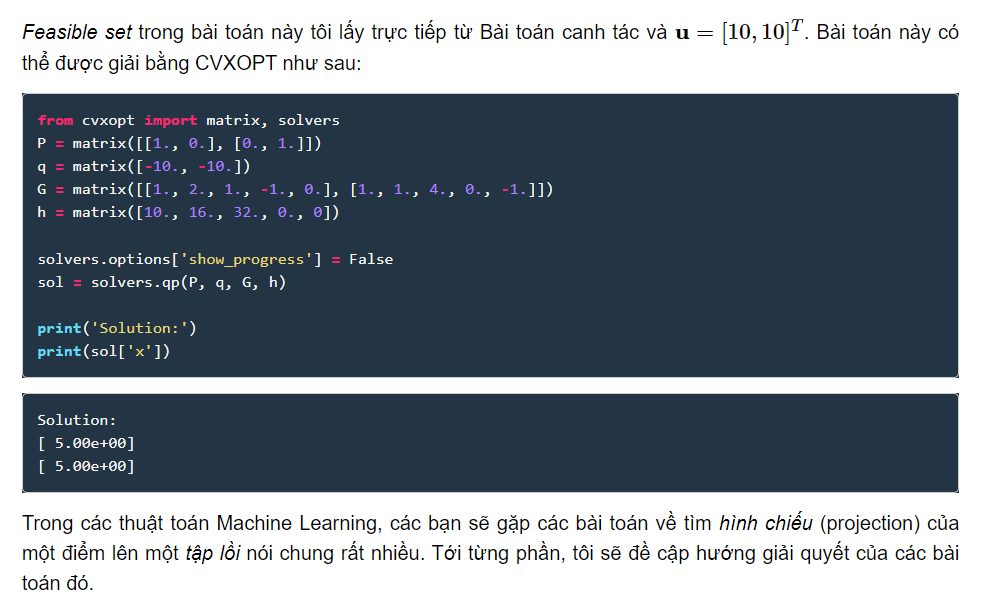 Feasible set trong bài toán này tôi lấy trực tiếp từ Bài toán canh tác và u = [10, 10]^T. Bài toán này có
thể được giải bằng CVXOPT như sau:
from cvxopt import matrix, solvers
P = matrix([[1., 0.], [0., 1.]])
q = matrix([-10., -10.])
G = matrix([[1., 2., 1., -1., 0.], [1., 1., 4., 0., -1.]])
h = matrix([10., 16., 32., 0., 0])
solvers.options['show_progress'] = False
sol = solvers.qp(P, q, G, h)
print('Solution:')
print(sol['x'])
Solution:
[ 5.00e+00]
[ 5.00e+00]
Trong các thuật toán Machine Learning, các bạn sẽ gặp các bài toán về tìm hình chiếu (projection) của
một điểm lên một tập lồi nói chung rất nhiều. Tới từng phần, tôi sẽ đề cập hướng giải quyết của các bài
toán đó.